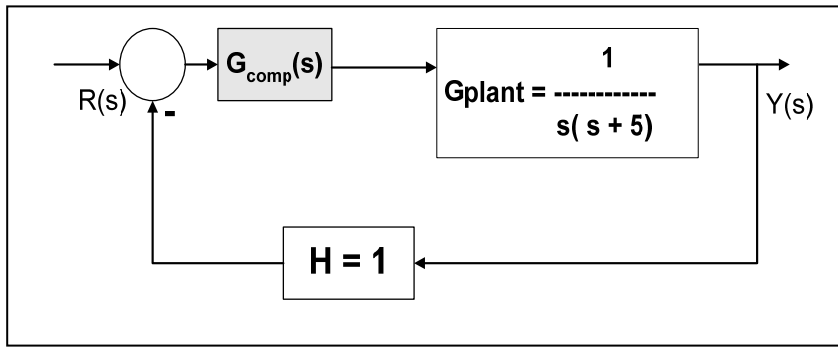 R(s)
-
G_comp(s)
1
Gplant = ------------
s( s + 5)
Y(s)
H = 1